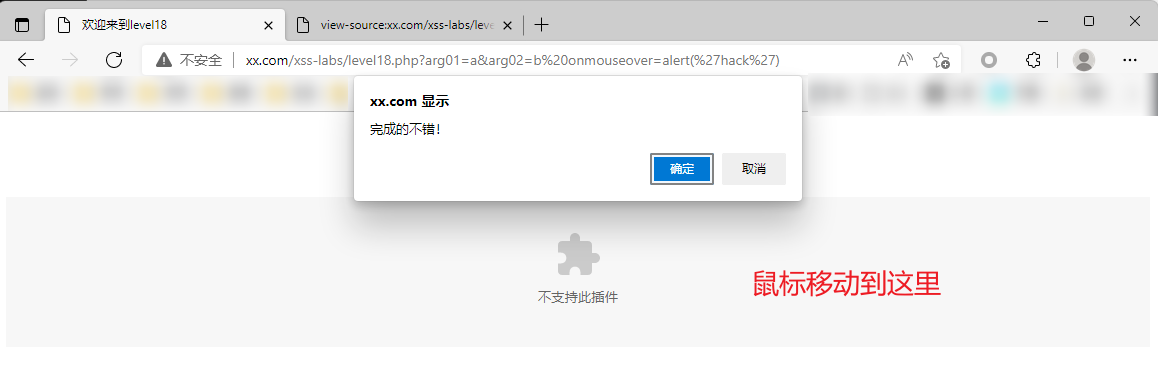 欢迎来到level18
view-source:xx.com/xss-labs/leve
不安全
xx.com/xss-labs/level18.php?arg01=a&arg02=b%20onmouseover=alert(%27hack%27)
xx.com 显示
完成的不错!
确定
取消
不支持此插件
鼠标移动到这里